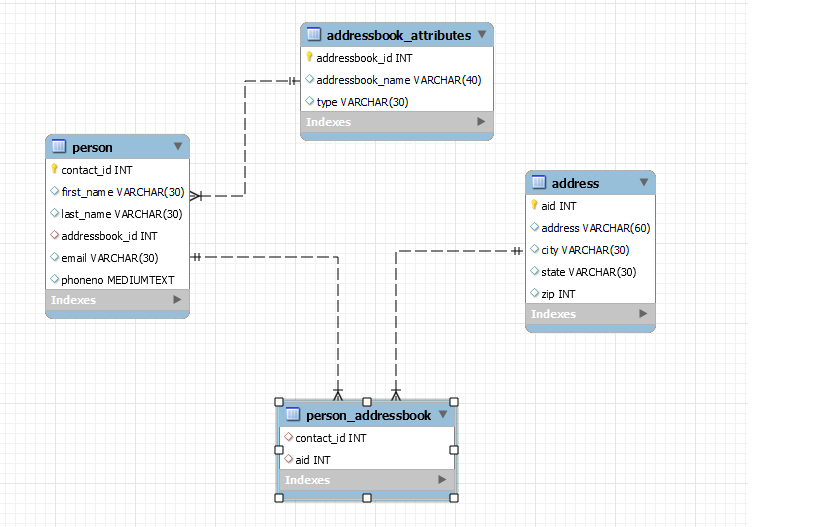 addressbook_attributes
addressbook_id INT
addressbook_name VARCHAR(40)
type VARCHAR(30)
Indexes
person
contact_id INT
first_name VARCHAR(30)
last_name VARCHAR(30)
addressbook_id INT
email VARCHAR(30)
phoneno MEDIUMTEXT
Indexes
address
aid INT
address VARCHAR(60)
city VARCHAR(30)
state VARCHAR(30)
zip INT
Indexes
person_addressbook
contact_id INT
aid INT
Indexes